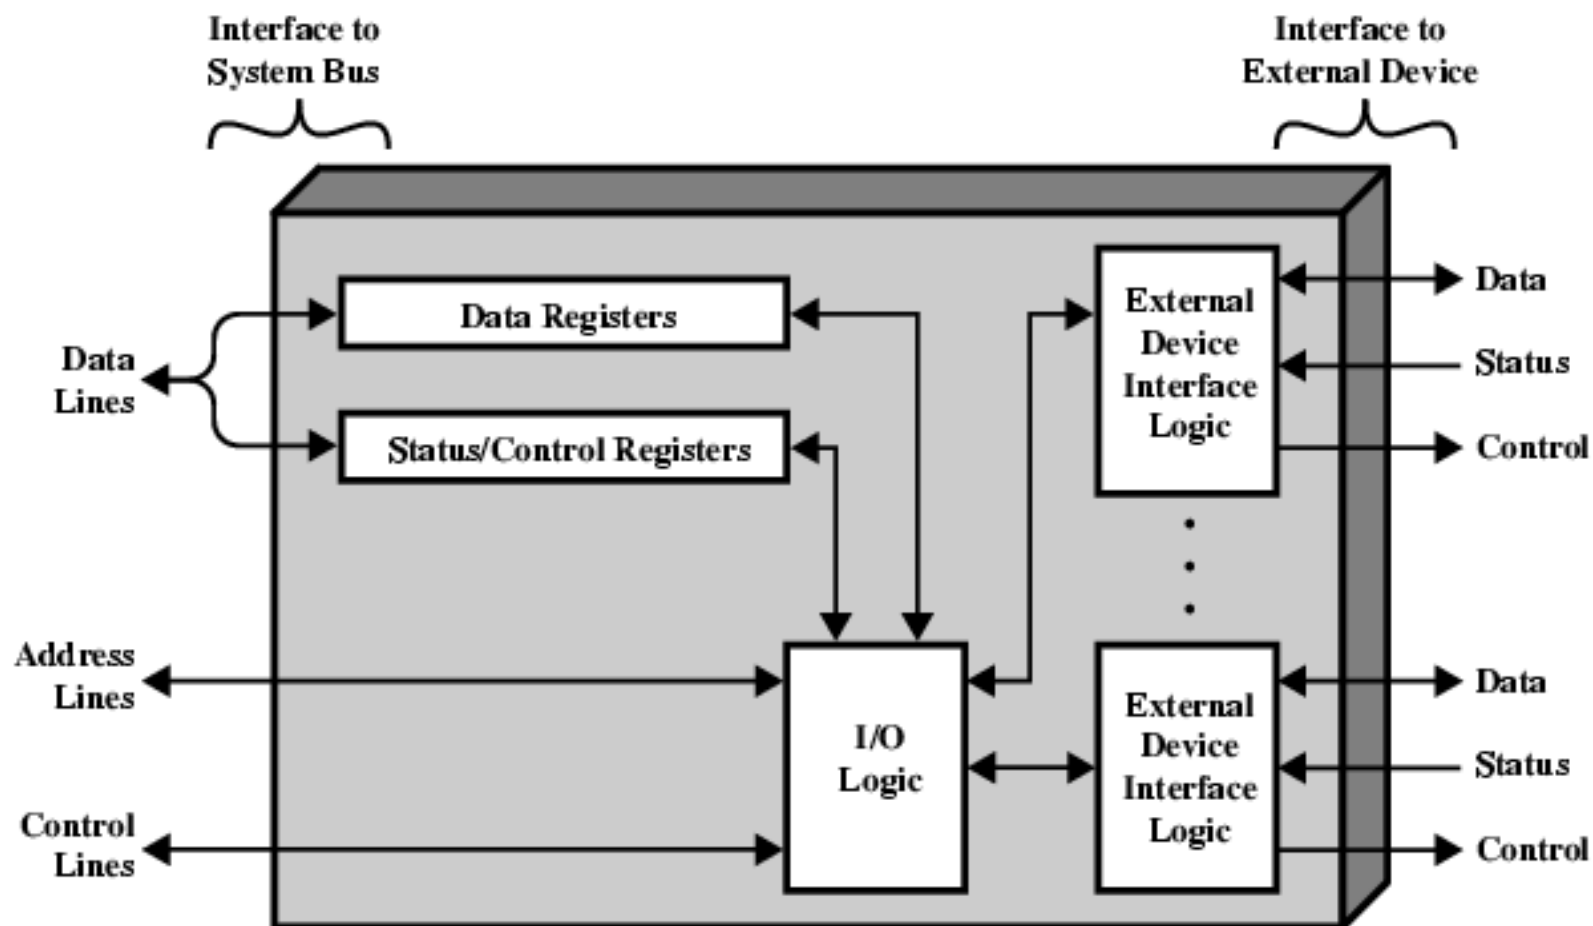 Interface to
System Bus
Interface to
External Device
Data Registers
Status/Control Registers
Data
Lines
Address
Lines
Control
Lines
I/O
Logic
External
Device
Interface
Logic
Data
Status
Control
External
Device
Interface
Logic
Data
Status
Control